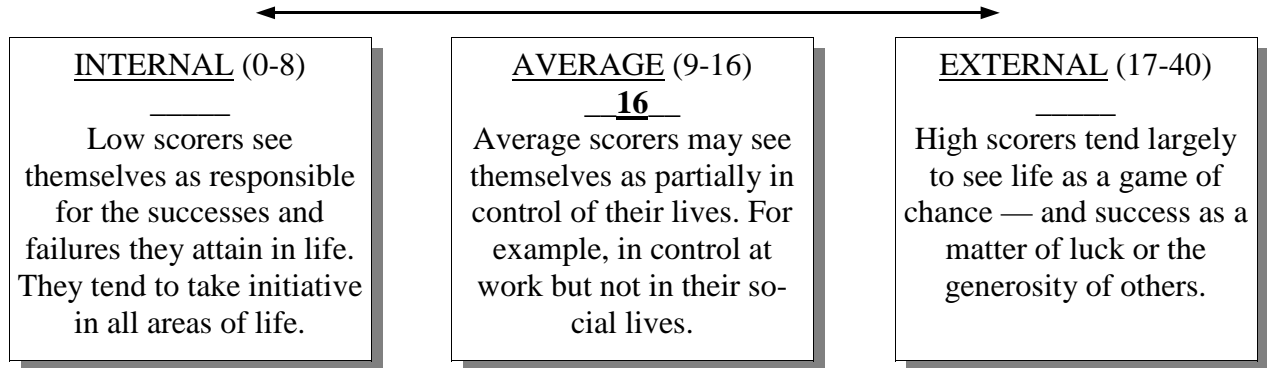 INTERNAL (0-8)
_____
Low scorers see
themselves as responsible
for the successes and
failures they attain in life.
They tend to take initiative
in all areas of life.
AVERAGE (9-16)
__16__
Average scorers may see
themselves as partially in
control of their lives. For
example, in control at
work but not in their so-
cial lives.
EXTERNAL (17-40)
_____
High scorers tend largely
to see life as a game of
chance — and success as a
matter of luck or the
generosity of others.